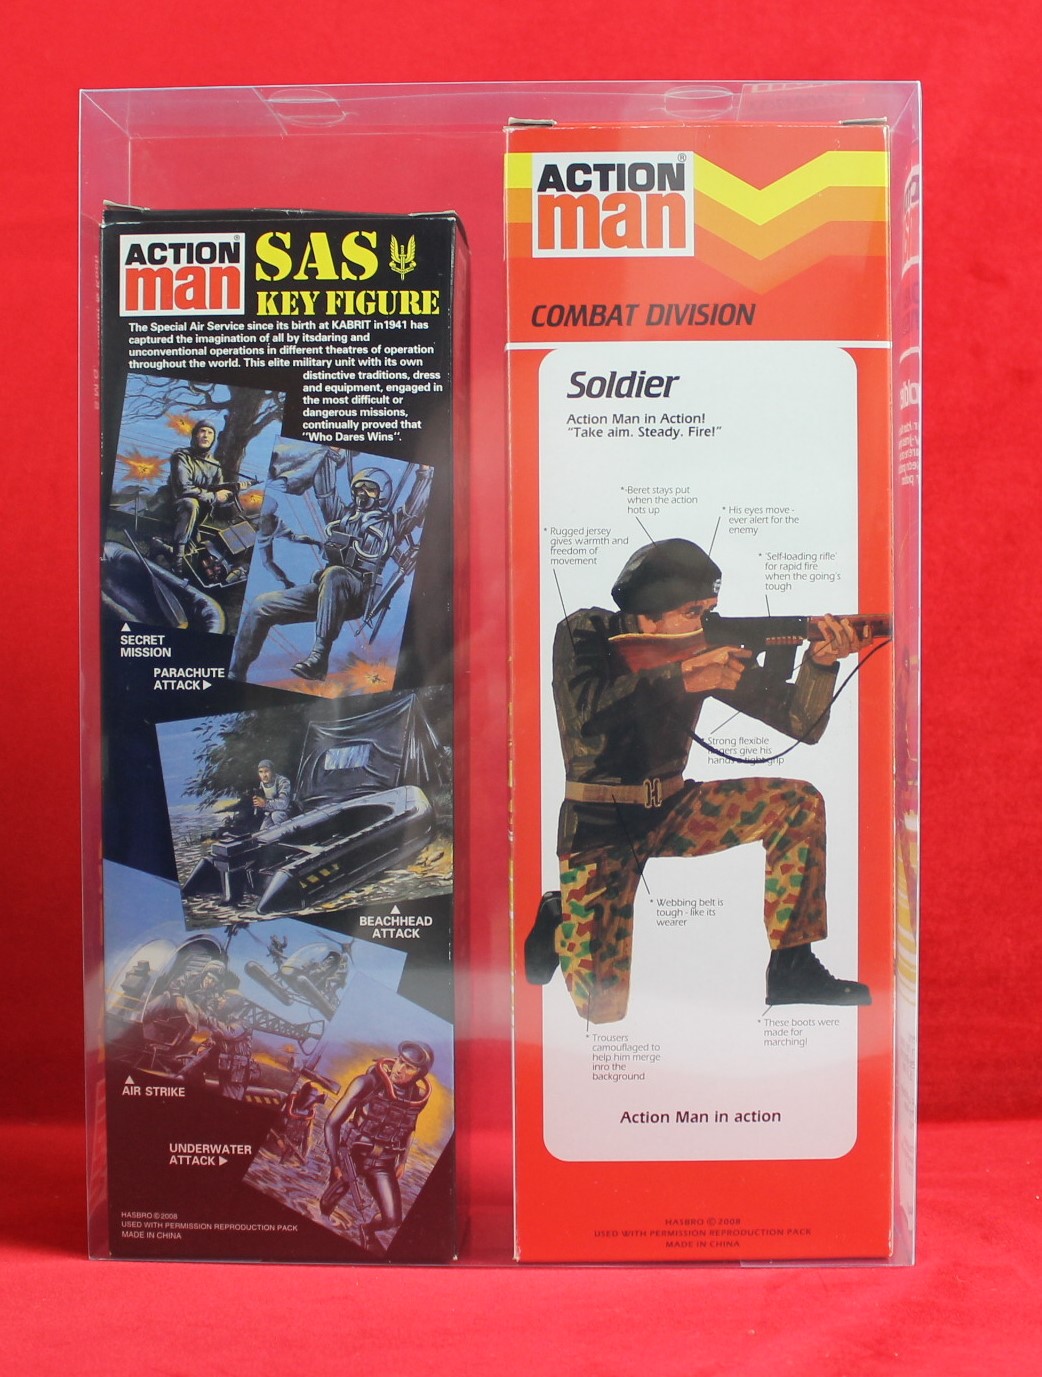 ACTION
man
SAS
KEY FIGURE
The Special Air Service since its birth at KABRIT in1941 has
captured the imagination of all by itsdaring and
unconventional operations in different theatres of operation
throughout the world. This elite military unit with its own
distinctive traditions, dress
and equipment, engaged in
the most difficult or
dangerous missions,
continually proved that
"Who Dares Wins".
SECRET
MISSION
PARACHUTE
ATTACK
BEACHHEAD
ATTACK
AIR STRIKE
UNDERWATER
ATTACK
HASBRO © 2008
USED WITH PERMISSION REPRODUCTION PACK
MADE IN CHINA
ACTION
man
®
COMBAT DIVISION
Soldier
Action Man in Action!
"Take aim. Steady. Fire!"
*-Beret stays put
when the action
hots up
* His eyes move -
ever alert for the
enemy
* Rugged jersey
gives warmth and
freedom of
movement
* 'Self-loading rifle'
for rapid fire
when the going's
tough
* Strong flexible
fingers give his
hands a tight grip
* Webbing belt is
tough - like its
wearer
* These boots were
made for
marching!
* Trousers
camouflaged to
help him merge
inro the
background
Action Man in action
HASBRO © 2008
USED WITH PERMISSION REPRODUCTION PACK
MADE IN CHINA